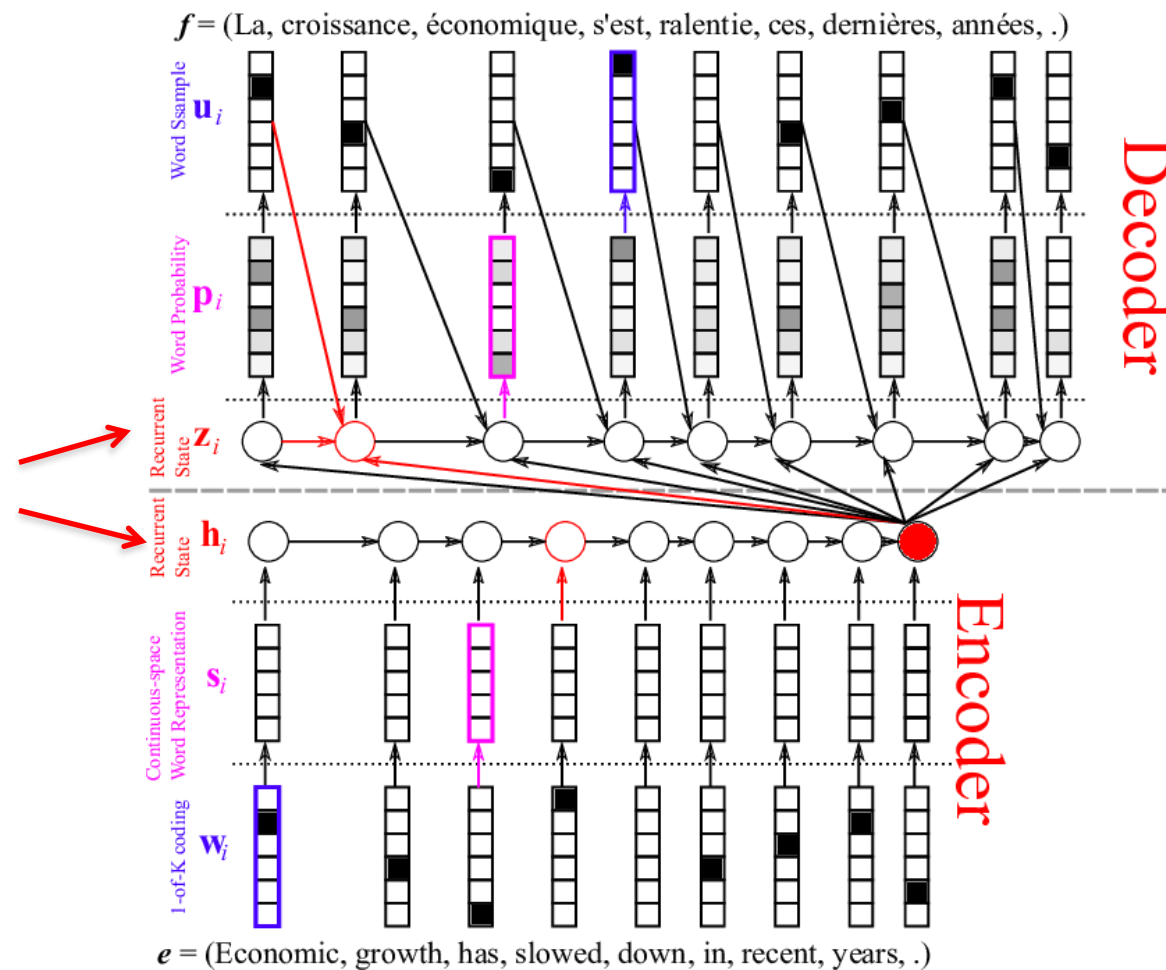 f = (La, croissance, économique, s'est, ralentie, ces, dernières, années, .)
Word Ssample
u_i
Word Probability
p_i
Decoder
Recurrent
State
z_i
Recurrent
State
h_i
Continuous-space
Word Representation
s_i
Encoder
1-of-K coding
w_i
e = (Economic, growth, has, slowed, down, in, recent, years, .)